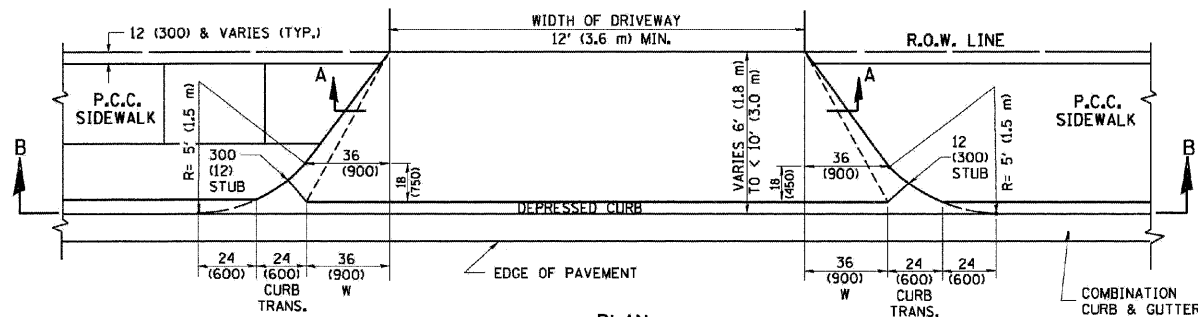 12 (300) & VARIES (TYP.)
WIDTH OF DRIVEWAY
12' (3.6 m) MIN.
R.O.W. LINE
P.C.C.
SIDEWALK
A
A
P.C.C.
SIDEWALK
R= 5' (1.5 m)
300
(12)
STUB
36
(900)
18
(750)
VARIES 6' (1.8 m)
TO < 10' (3.0 m)
36
(900)
18
(450)
12
(300)
STUB
R= 5' (1.5 m)
B
B
DEPRESSED CURB
24
(600)
24
(600)
CURB
TRANS.
36
(900)
W
EDGE OF PAVEMENT
36
(900)
W
24
(600)
CURB
TRANS.
24
(600)
COMBINATION
CURB & GUTTER
PLAN